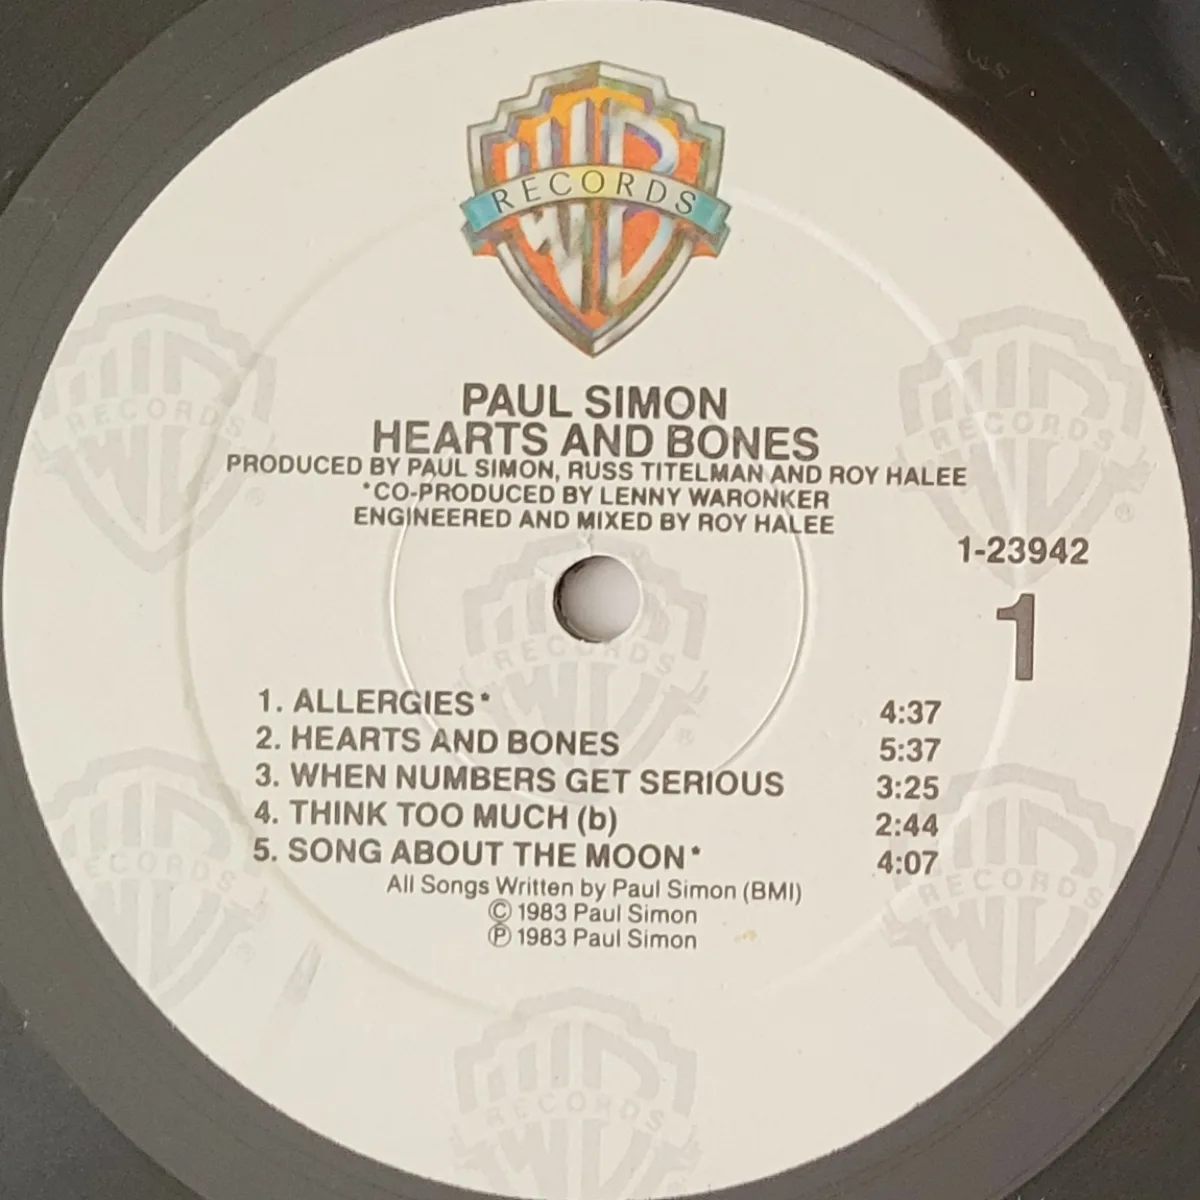 WB
RECORDS
PAUL SIMON
HEARTS AND BONES
PRODUCED BY PAUL SIMON, RUSS TITELMAN AND ROY HALEE
*CO-PRODUCED BY LENNY WARONKER
ENGINEERED AND MIXED BY ROY HALEE
1-23942
1
1. ALLERGIES* 4:37
2. HEARTS AND BONES 5:37
3. WHEN NUMBERS GET SERIOUS 3:25
4. THINK TOO MUCH (b) 2:44
5. SONG ABOUT THE MOON* 4:07
All Songs Written by Paul Simon (BMI)
© 1983 Paul Simon
℗ 1983 Paul Simon